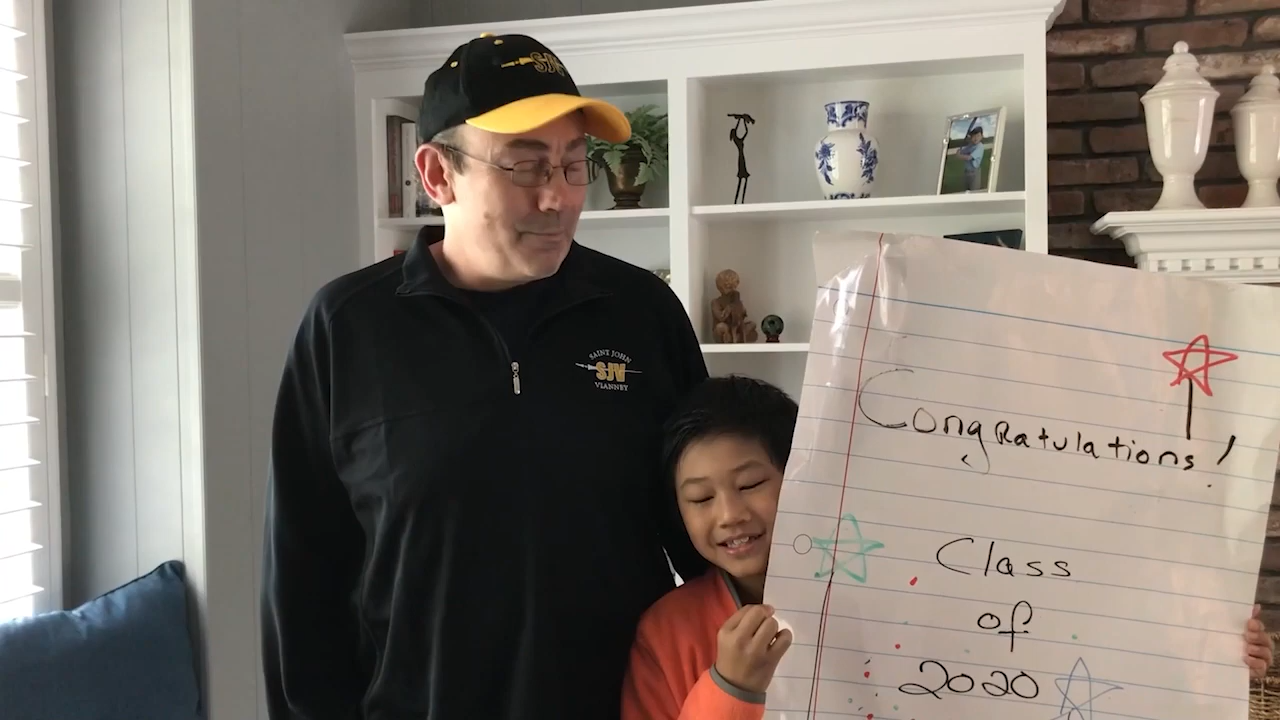 SJV
SAINT JOHN
SJV
VIANNEY
CongRatulations!
Class
of
2020